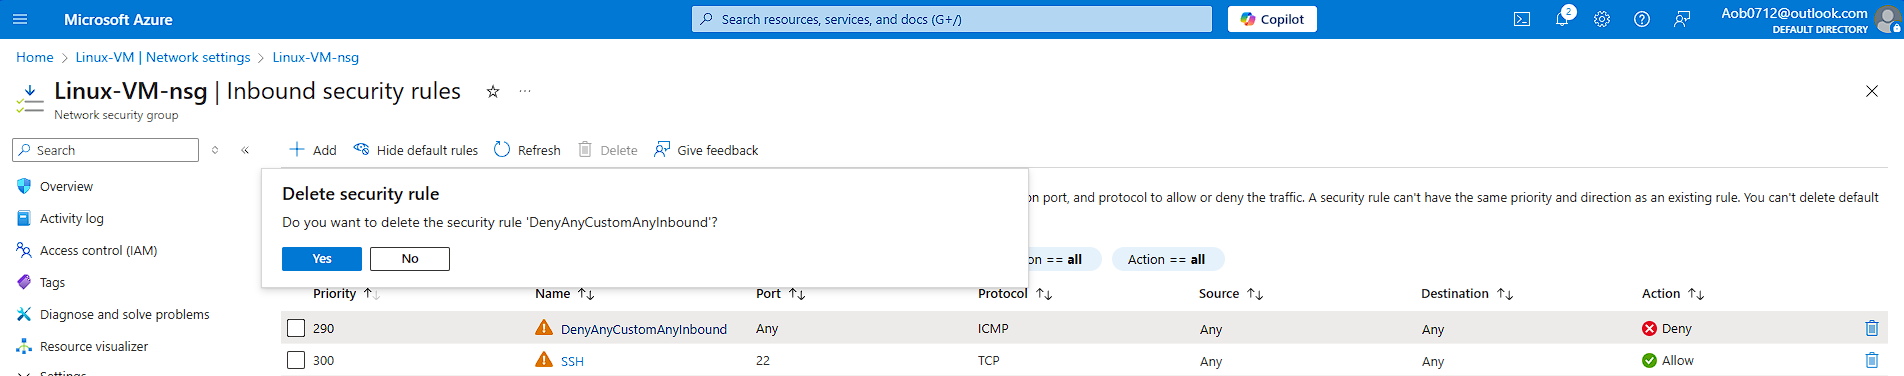 Microsoft Azure
Search resources, services, and docs (G+/)
Copilot
2
Aob0712@outlook.com
DEFAULT DIRECTORY
Home > Linux-VM | Network settings > Linux-VM-nsg >
Linux-VM-nsg | Inbound security rules
Network security group
Search
Add
Hide default rules
Refresh
Delete
Give feedback
Overview
Activity log
Access control (IAM)
Tags
Diagnose and solve problems
Resource visualizer
Settings
Delete security rule
Do you want to delete the security rule 'DenyAnyCustomAnyInbound'?
Yes
No
on port, and protocol to allow or deny the traffic. A security rule can't have the same priority and direction as an existing rule. You can't delete default
on == all
Action == all
Priority Name Port Protocol Source Destination Action
290 DenyAnyCustomAnyInbound Any ICMP Any Any Deny
300 SSH 22 TCP Any Any Allow